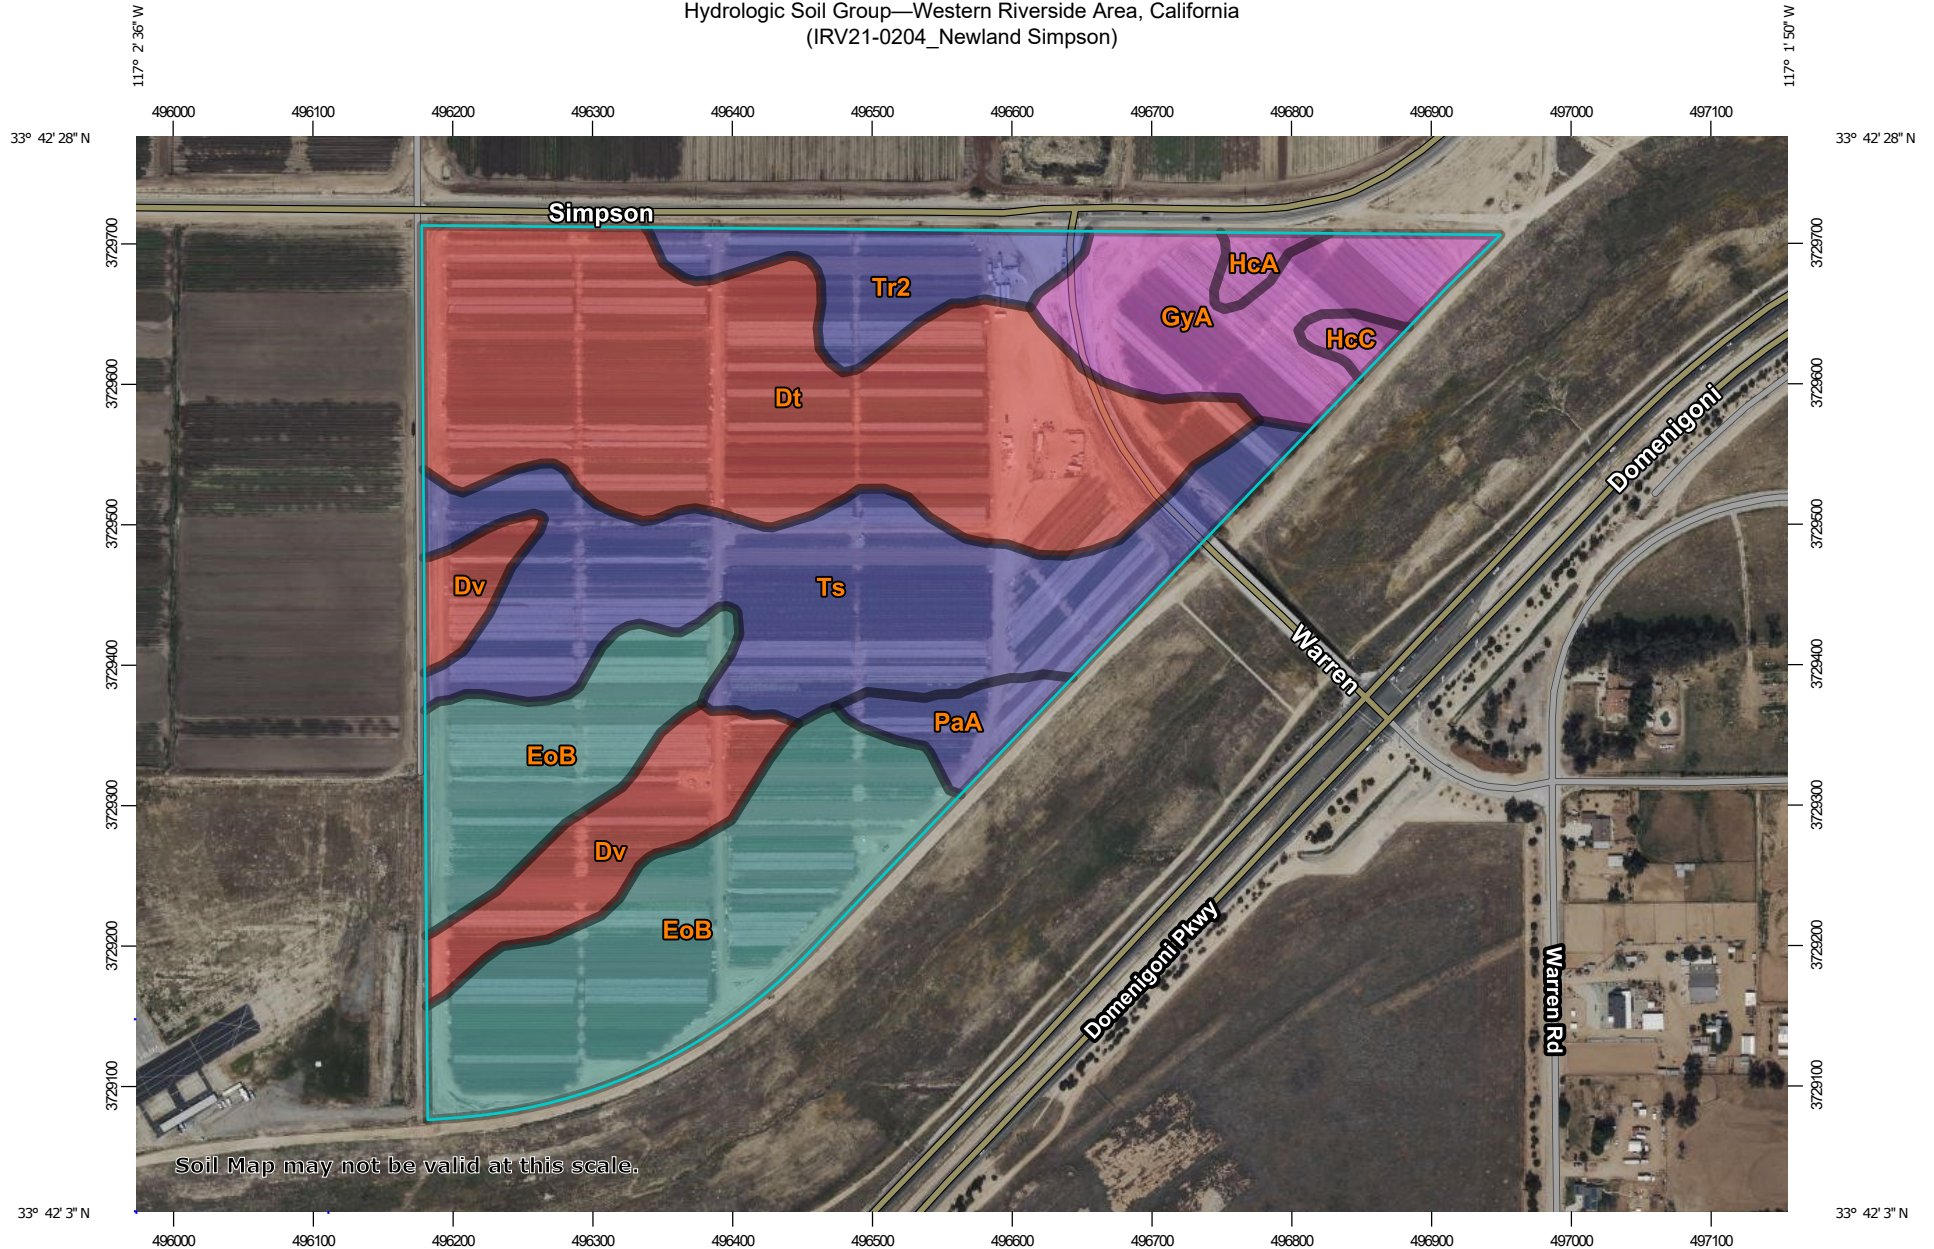 Hydrologic Soil Group—Western Riverside Area, California
(IRV21-0204_Newland Simpson)
117° 2' 36" W
117° 1' 50" W
496000 496100 496200 496300 496400 496500 496600 496700 496800 496900 497000 497100
33° 42' 28" N
33° 42' 28" N
Simpson
3729700
3729700
HcA
Tr2
GyA
HcC
3729600
3729600
Dt
Domenigoni
3729500
3729500
Dv
Ts
3729400
3729400
Warren
PaA
EoB
3729300
3729300
Dv
EoB
3729200
3729200
Domenigoni Pkwy
Warren Rd
3729100
3729100
Soil Map may not be valid at this scale.
33° 42' 3" N
33° 42' 3" N
496000 496100 496200 496300 496400 496500 496600 496700 496800 496900 497000 497100